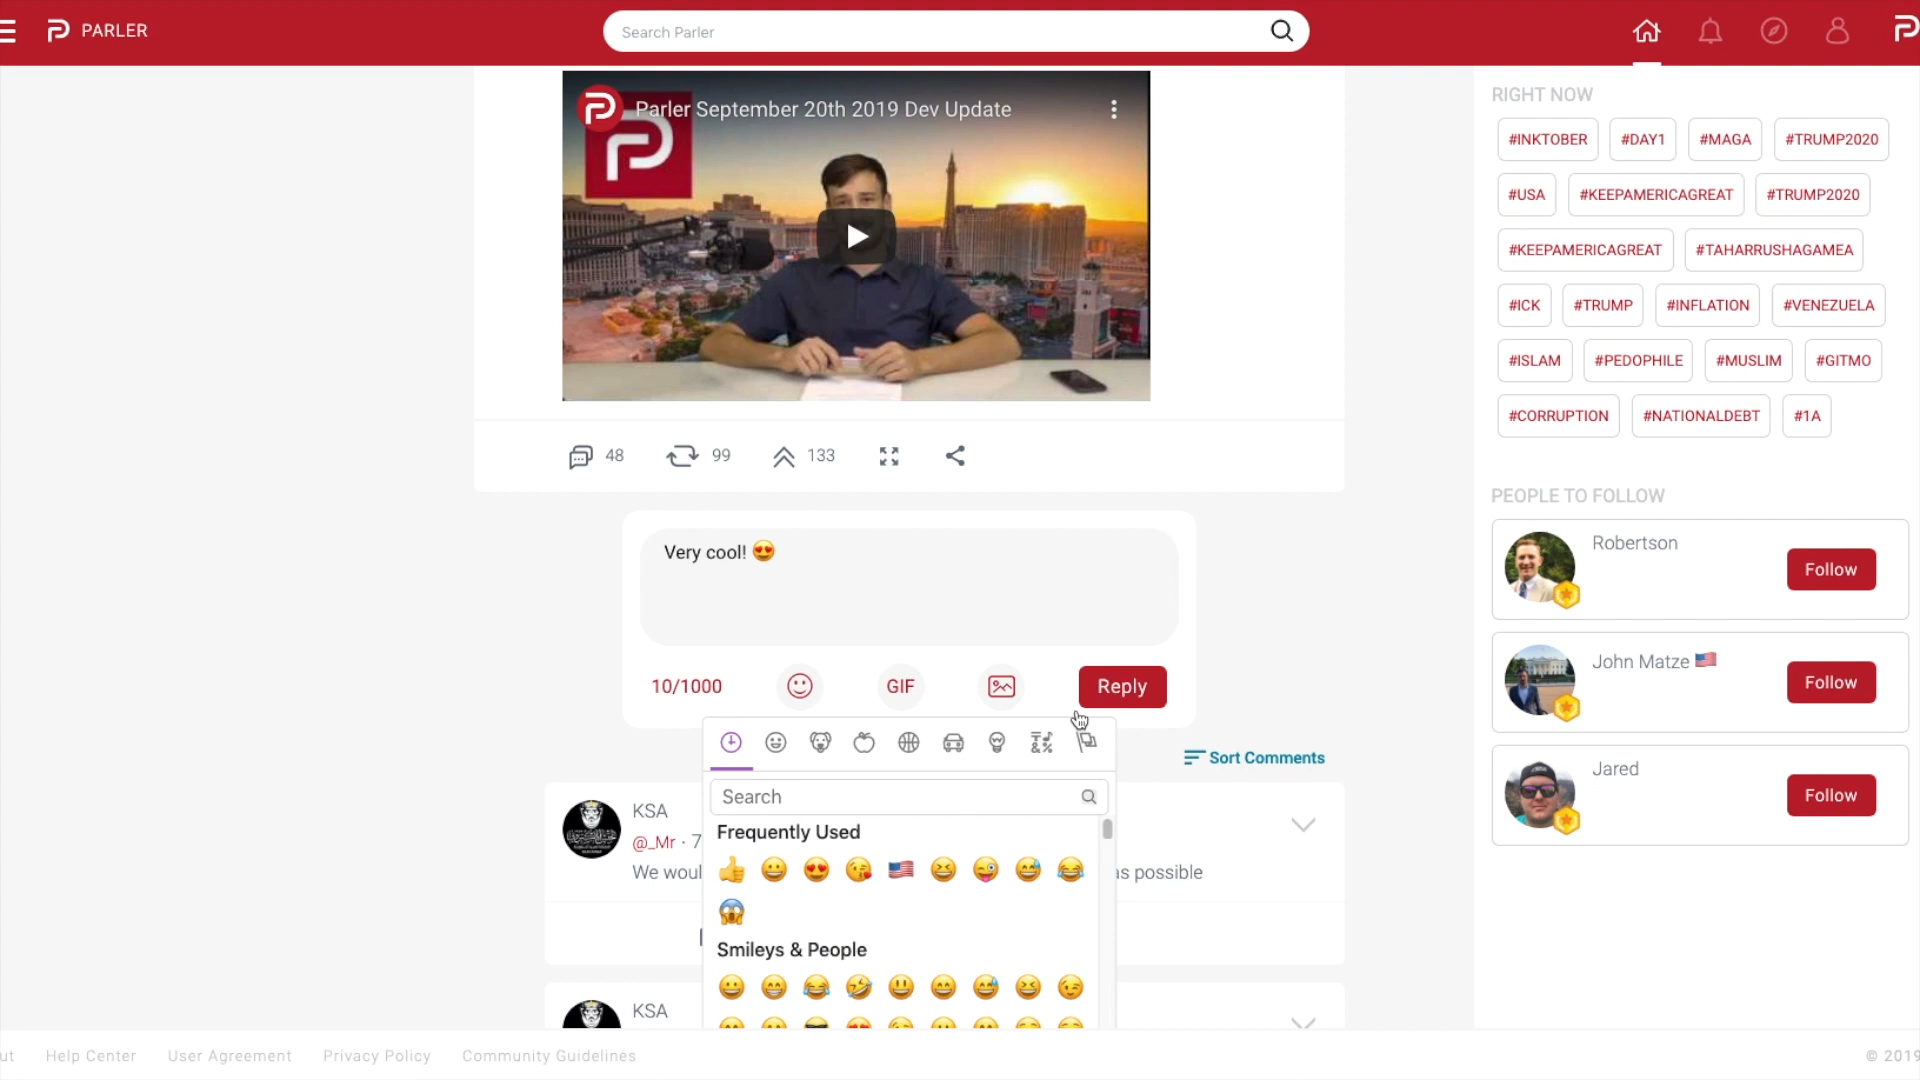 PARLER
Search Parler
Parler September 20th 2019 Dev Update
48 99 133
Very cool! 😍
10/1000 GIF Reply
Sort Comments
Search
Frequently Used
Smileys & People
KSA
@_Mr · 7
We woul
as possible
KSA
RIGHT NOW
#INKTOBER #DAY1 #MAGA #TRUMP2020
#USA #KEEPAMERICAGREAT #TRUMP2020
#KEEPAMERICAGREAT #TAHARRUSHAGAMEA
#ICK #TRUMP #INFLATION #VENEZUELA
#ISLAM #PEDOPHILE #MUSLIM #GITMO
#CORRUPTION #NATIONALDEBT #1A
PEOPLE TO FOLLOW
Robertson
Follow
John Matze 🇺🇸
Follow
Jared
Follow
ut Help Center User Agreement Privacy Policy Community Guidelines
© 2019